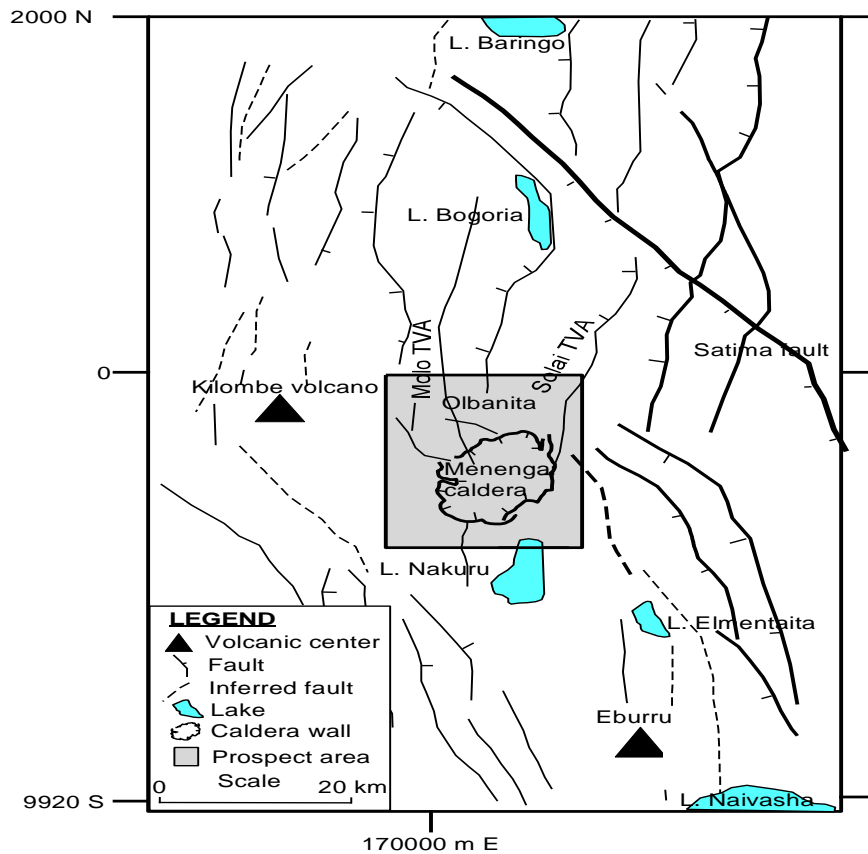 2000 N
L. Baringo
L. Bogoria
Molo TVA
Solai TVA
Satima fault
0
Kilombe volcano
Olbanita
Menenga
caldera
L. Nakuru
L. Elmentaita
Eburru
L. Naivasha
LEGEND
Volcanic center
Fault
Inferred fault
Lake
Caldera wall
Prospect area
Scale
0 20 km
9920 S
170000 m E